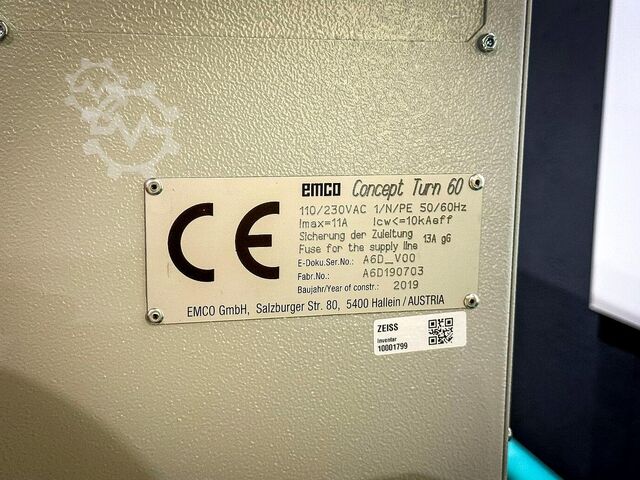 emco Concept Turn 60
CE
110/230VAC 1/N/PE 50/60Hz
Imax=11A Icw<=10kAeff
Sicherung der Zuleitung
Fuse for the supply line 13A g6
E-Doku.Ser.No.: A6D_V00
Fabr.No.: A6D190703
Baujahr/Year of constr.: 2019
EMCO GmbH, Salzburger Str. 80, 5400 Hallein / AUSTRIA
ZEISS
Inventar
10001799